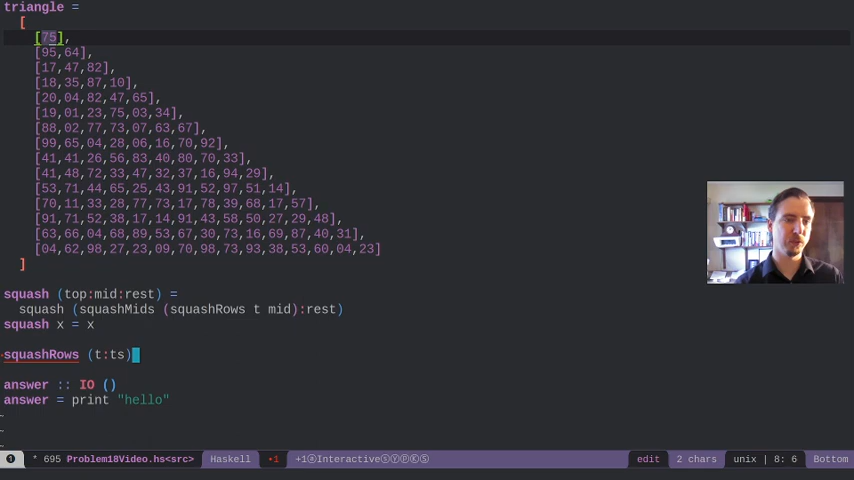 triangle =
[
[75],
[95,64],
[17,47,82],
[18,35,87,10],
[20,04,82,47,65],
[19,01,23,75,03,34],
[88,02,77,73,07,63,67],
[99,65,04,28,06,16,70,92],
[41,41,26,56,83,40,80,70,33],
[41,48,72,33,47,32,37,16,94,29],
[53,71,44,65,25,43,91,52,97,51,14],
[70,11,33,28,77,73,17,78,39,68,17,57],
[91,71,52,38,17,14,91,43,58,50,27,29,48],
[63,66,04,68,89,53,67,30,73,16,69,87,40,31],
[04,62,98,27,23,09,70,98,73,93,38,53,60,04,23]
]
squash (top:mid:rest) =
squash (squashMids (squashRows t mid):rest)
squash x = x
squashRows (t:ts)
answer :: IO ()
answer = print "hello"
~
~
~
❶ * 695 Problem18Video.hs<src> Haskell •1 +1ⓐInteractiveⓢⓨⓟⓀⓈ edit 2 chars unix | 8: 6 Bottom